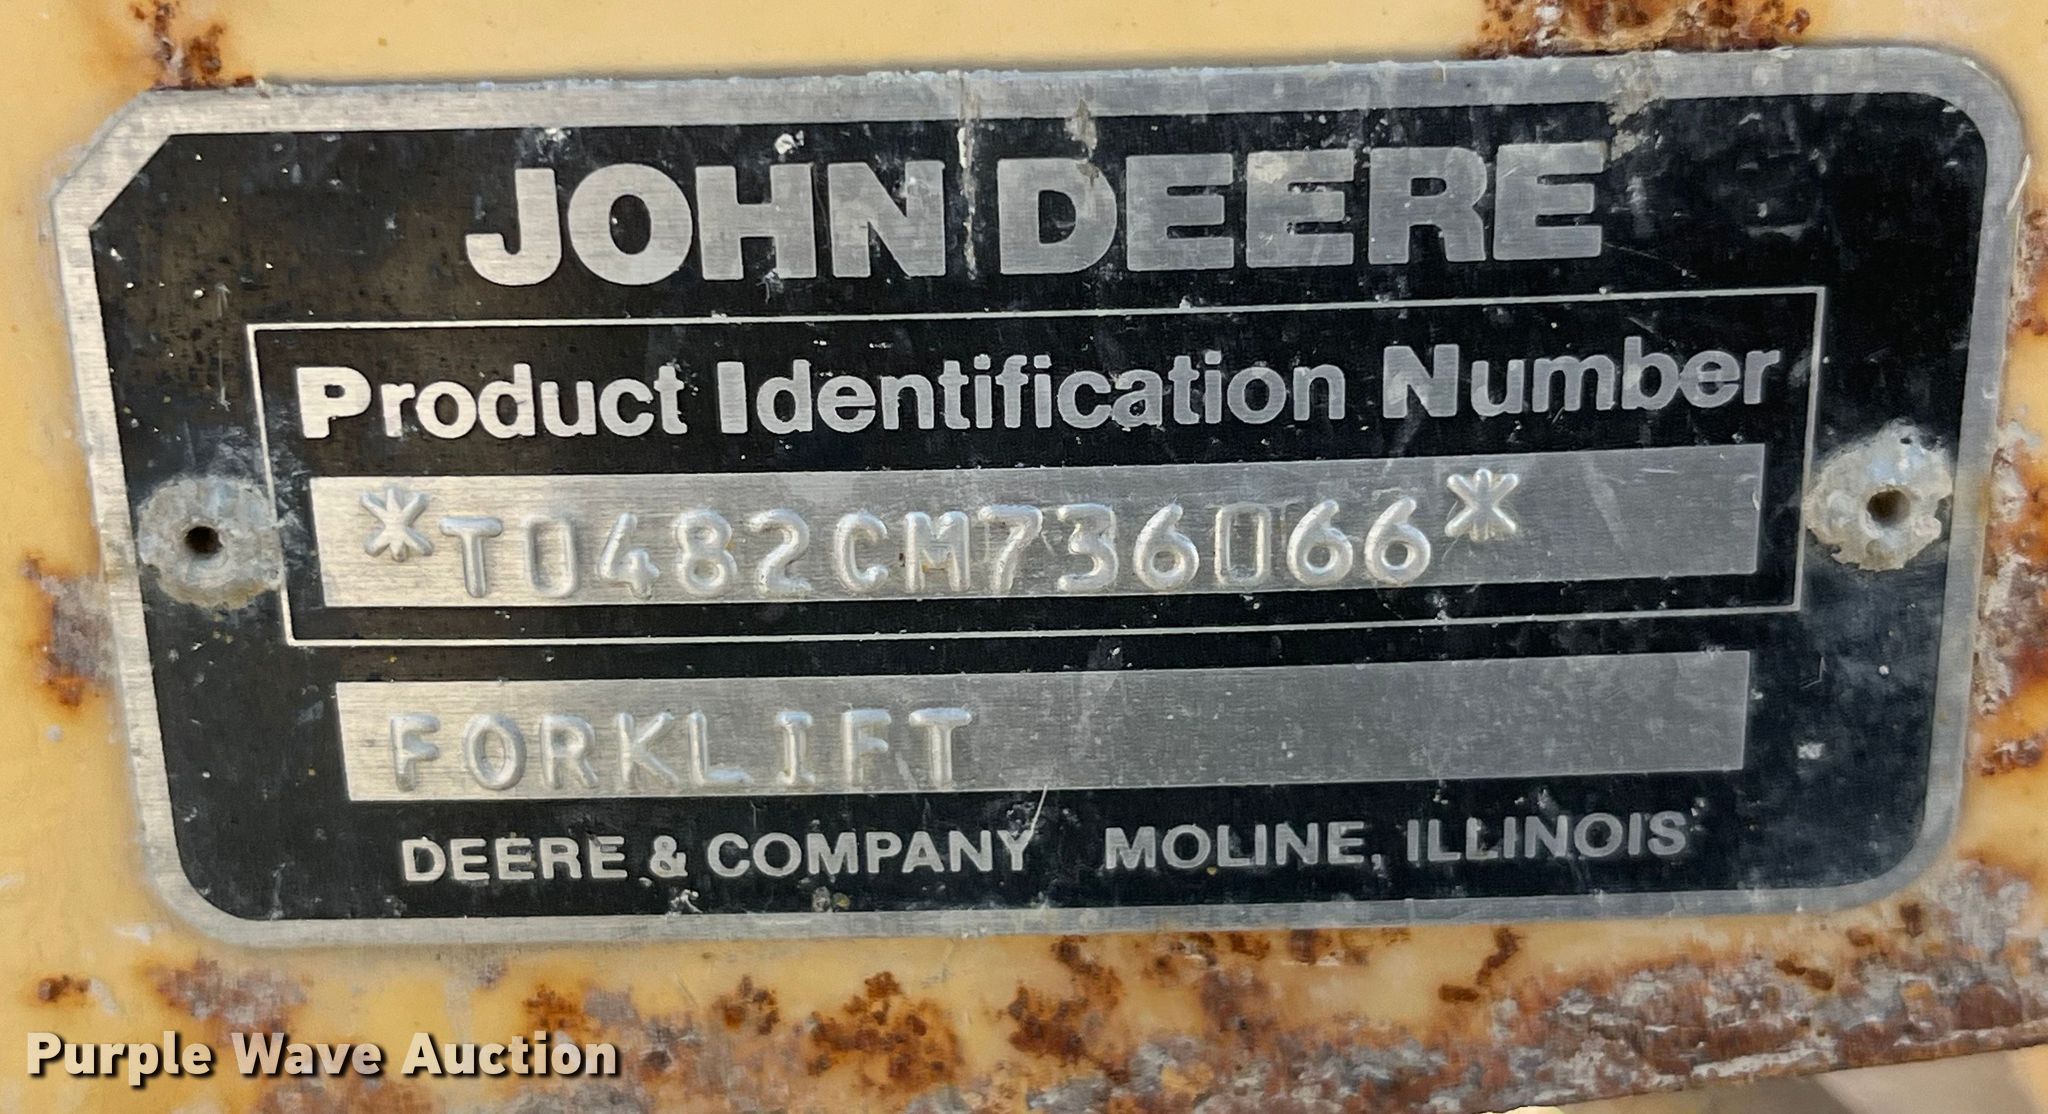 JOHN DEERE
Product Identification Number
*T0482CM736066*
FORKLIFT
DEERE & COMPANY MOLINE, ILLINOIS
Purple Wave Auction